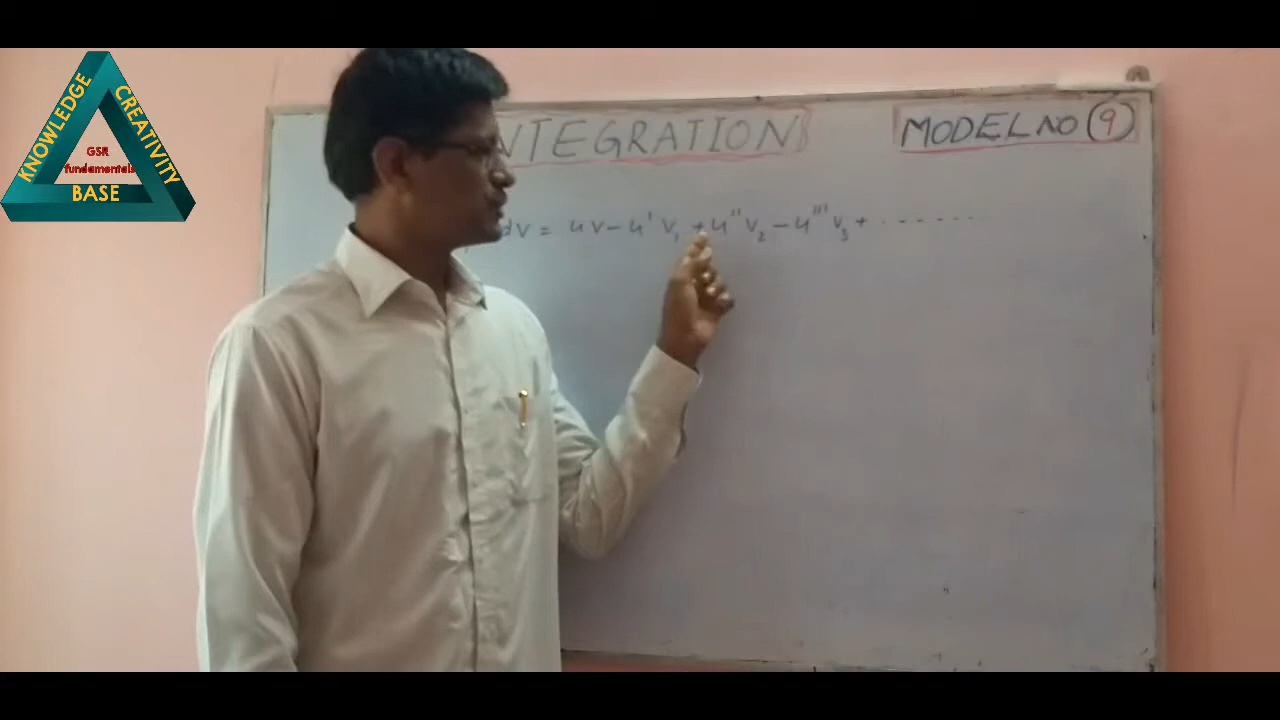 KNOWLEDGE
CREATIVITY
GSR
fundamentals
BASE
NTEGRATION
MODEL NO (9)
dv = uv - u' v₁ + u'' v₂ - u''' v₃ + .......